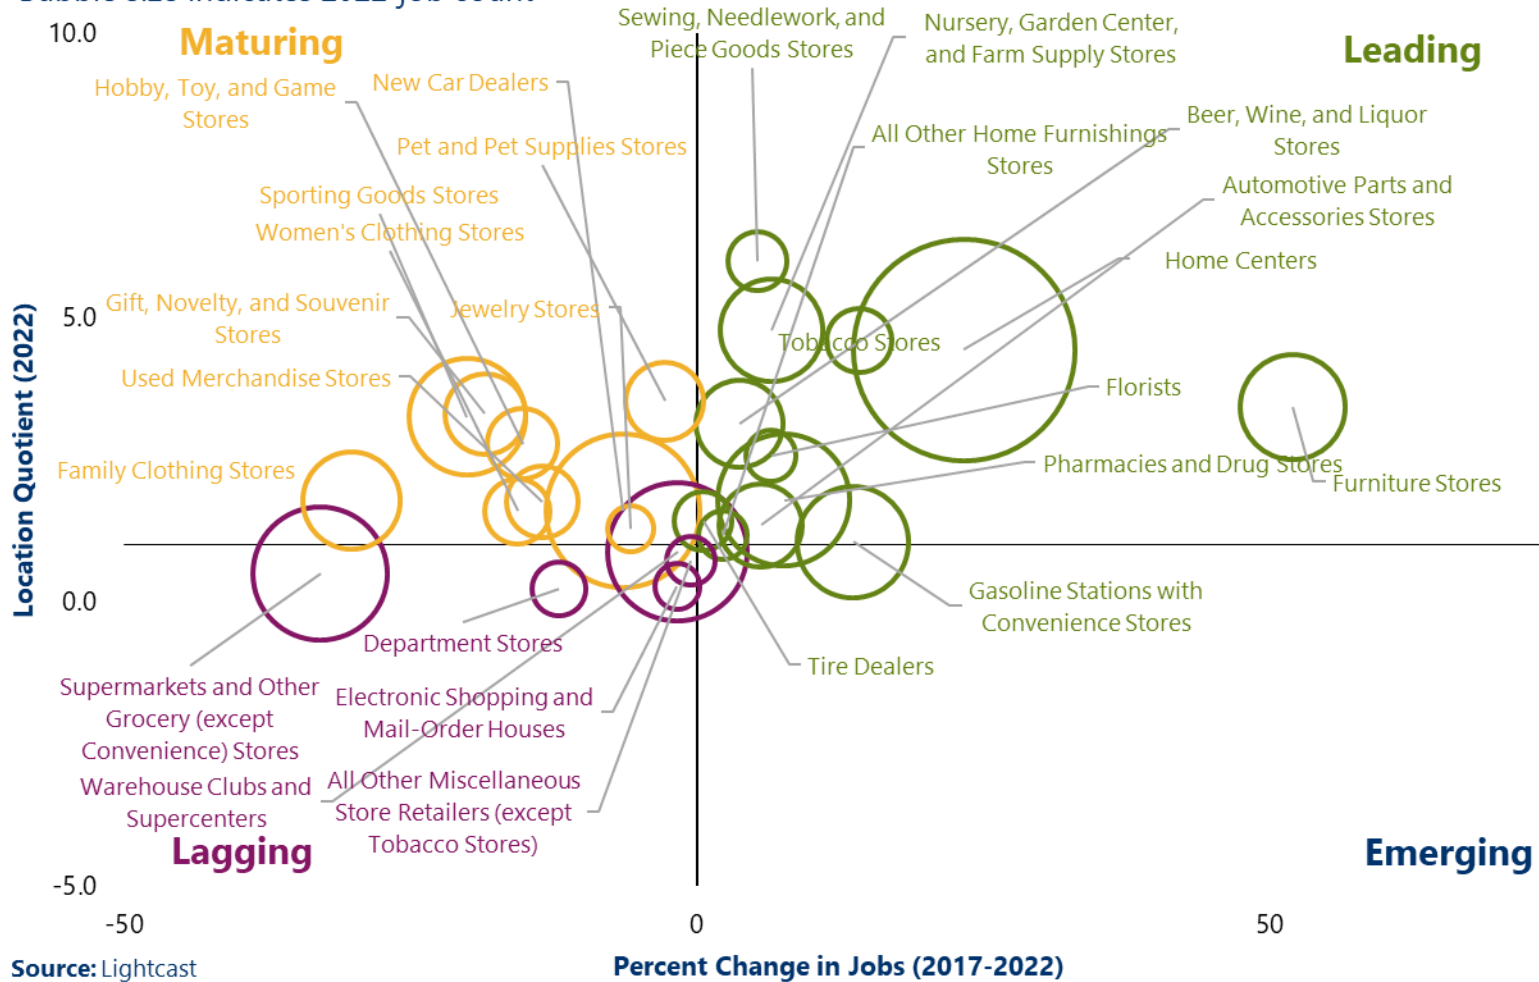 Bubble size indicates 2022 job count
10.0
Maturing
Leading
Sewing, Needlework, and
Piece Goods Stores
Nursery, Garden Center,
and Farm Supply Stores
Hobby, Toy, and Game
Stores
New Car Dealers
Pet and Pet Supplies Stores
All Other Home Furnishings
Stores
Beer, Wine, and Liquor
Stores
Sporting Goods Stores
Women's Clothing Stores
Automotive Parts and
Accessories Stores
Home Centers
Gift, Novelty, and Souvenir
Stores
Jewelry Stores
5.0
Tobacco Stores
Used Merchandise Stores
Florists
Family Clothing Stores
Pharmacies and Drug Stores
Furniture Stores
Location Quotient (2022)
0.0
Gasoline Stations with
Convenience Stores
Department Stores
Tire Dealers
Supermarkets and Other
Grocery (except
Convenience) Stores
Electronic Shopping and
Mail-Order Houses
Warehouse Clubs and
Supercenters
All Other Miscellaneous
Store Retailers (except
Tobacco Stores)
Lagging
Emerging
-5.0
-50
0
50
Source: Lightcast
Percent Change in Jobs (2017-2022)